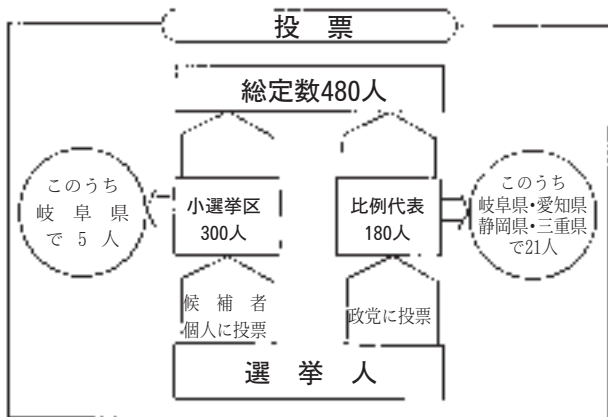 投票
総定数480人
このうち
岐阜県
で5人
小選挙区
300人
比例代表
180人
このうち
岐阜県・愛知県
静岡県・三重県
で21人
候補者
個人に投票
政党に投票
選挙人